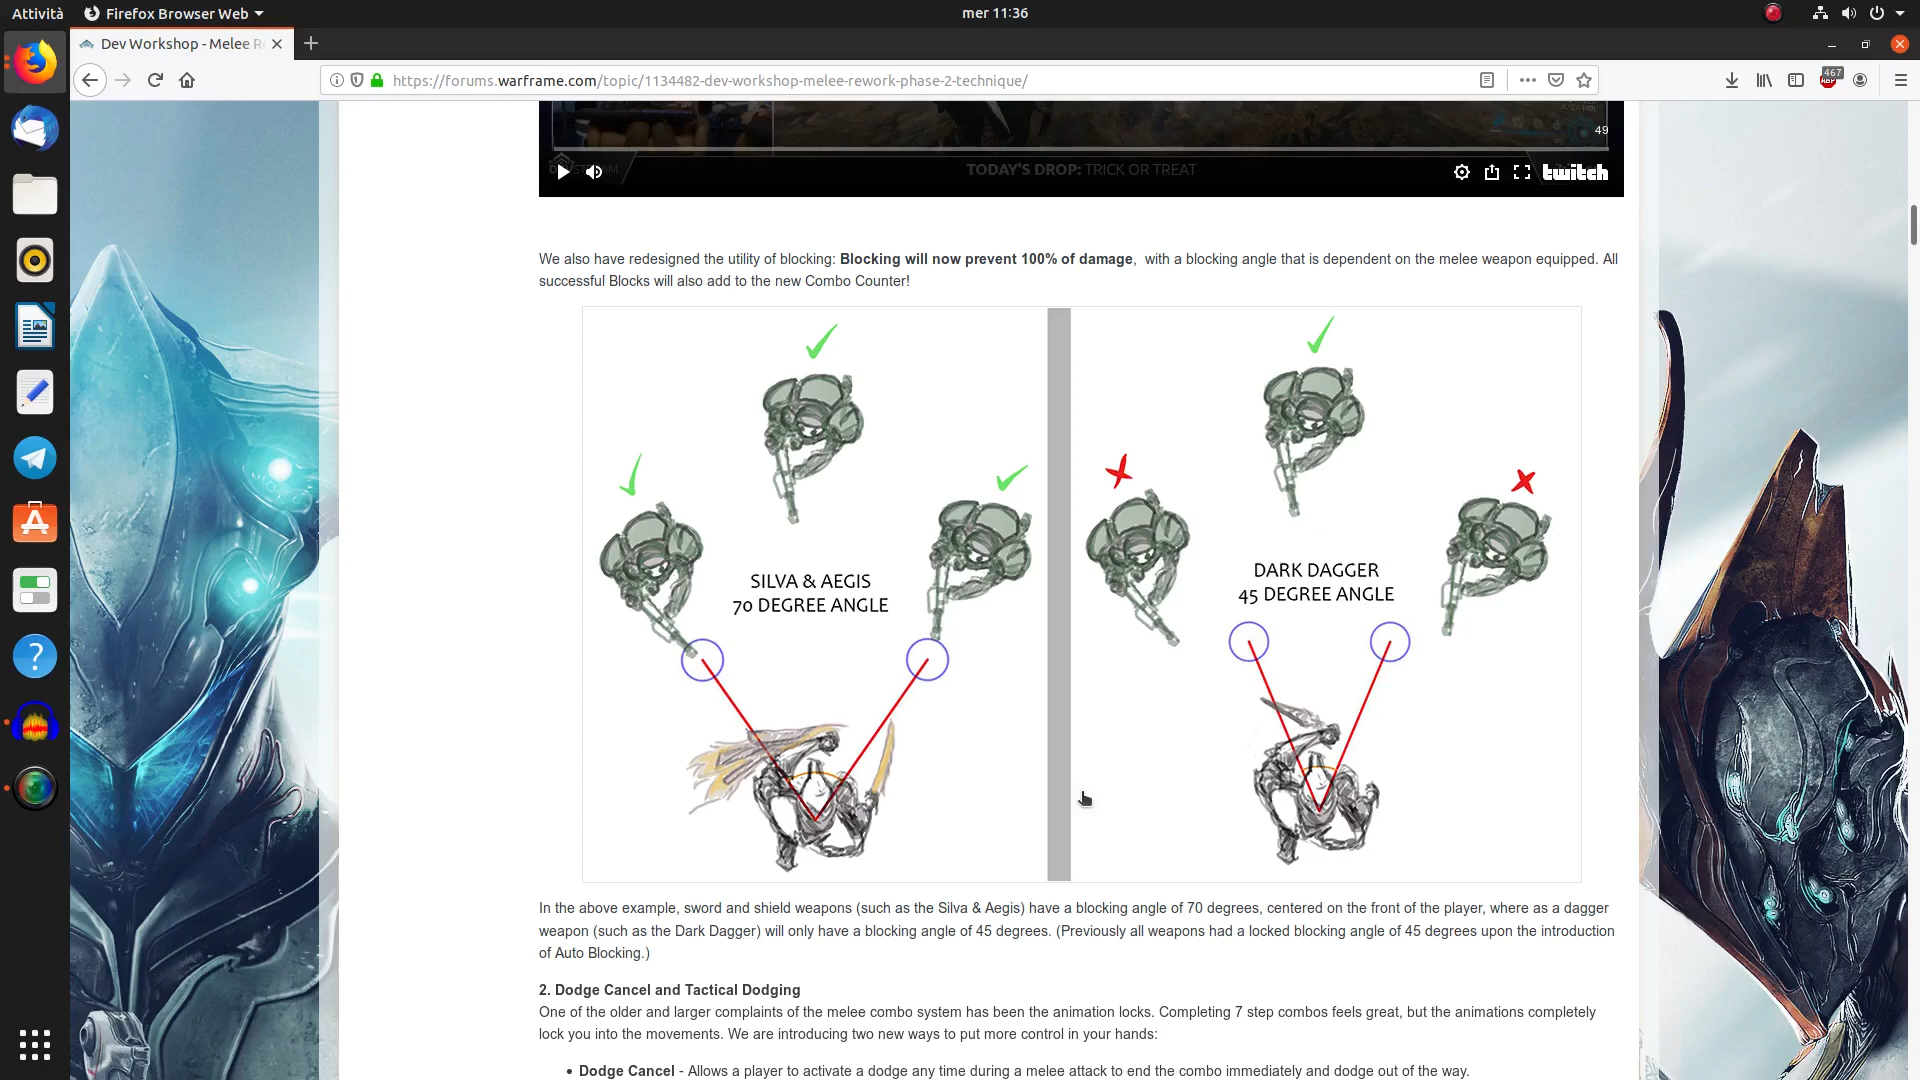 Attività
Firefox Browser Web
mer 11:36
Dev Workshop - Melee R
https://forums.warframe.com/topic/1134482-dev-workshop-melee-rework-phase-2-technique/
467
ABP
49
TODAY'S DROP: TRICK OR TREAT
twitch
We also have redesigned the utility of blocking: Blocking will now prevent 100% of damage,  with a blocking angle that is dependent on the melee weapon equipped. All
successful Blocks will also add to the new Combo Counter!
SILVA & AEGIS
70 DEGREE ANGLE
DARK DAGGER
45 DEGREE ANGLE
In the above example, sword and shield weapons (such as the Silva & Aegis) have a blocking angle of 70 degrees, centered on the front of the player, where as a dagger
weapon (such as the Dark Dagger) will only have a blocking angle of 45 degrees. (Previously all weapons had a locked blocking angle of 45 degrees upon the introduction
of Auto Blocking.)
2. Dodge Cancel and Tactical Dodging
One of the older and larger complaints of the melee combo system has been the animation locks. Completing 7 step combos feels great, but the animations completely
lock you into the movements. We are introducing two new ways to put more control in your hands:
• Dodge Cancel - Allows a player to activate a dodge any time during a melee attack to end the combo immediately and dodge out of the way.